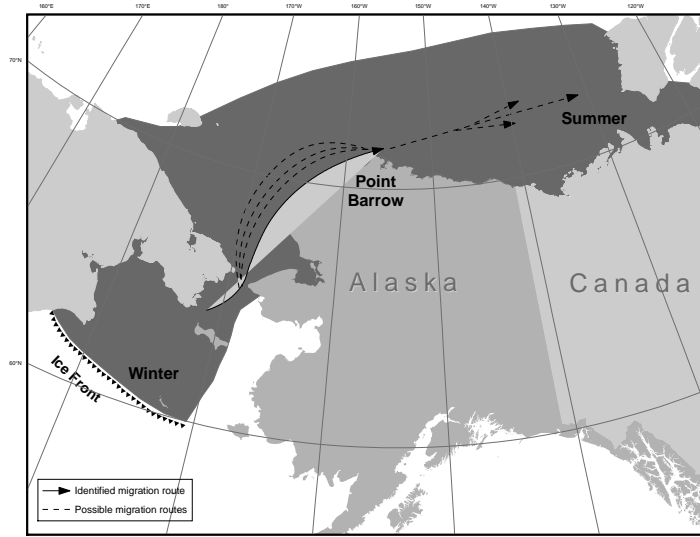 160°E 170°E 180° 170°W 160°W 150°W 140°W 130°W 120°W
70°N
Summer
Point
Barrow
Alaska
Canada
60°N
Ice Front
Winter
Identified migration route
Possible migration routes